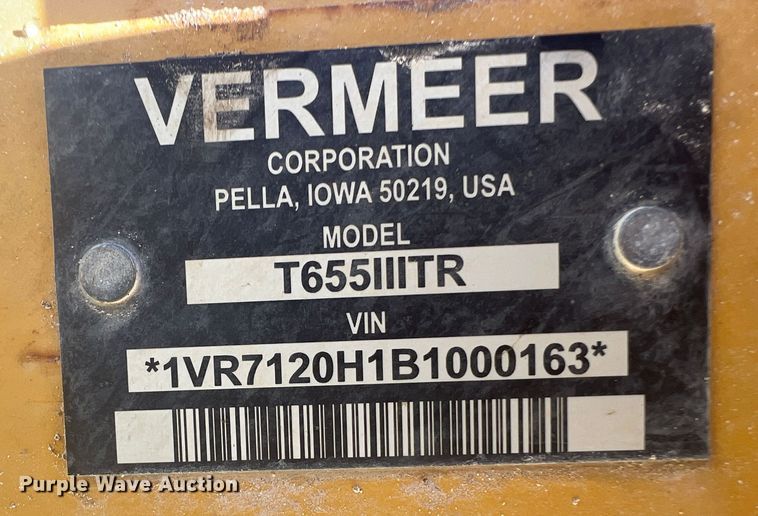 VERMEER
CORPORATION
PELLA, IOWA 50219, USA
MODEL
T655IIITR
VIN
*1VR7120H1B1000163*
Purple Wave Auction